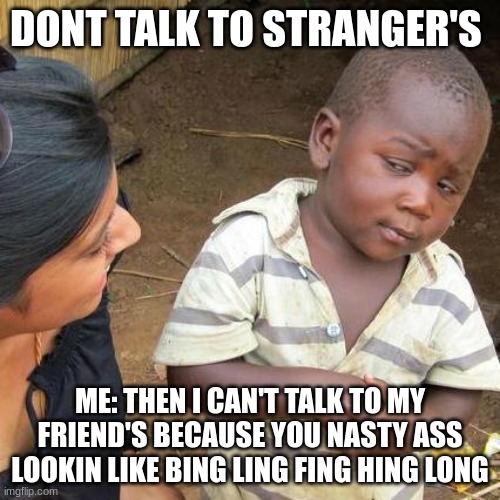 DONT TALK TO STRANGER'S
ME: THEN I CAN'T TALK TO MY
FRIEND'S BECAUSE YOU NASTY ASS
LOOKIN LIKE BING LING FING HING LONG
imgflip.com